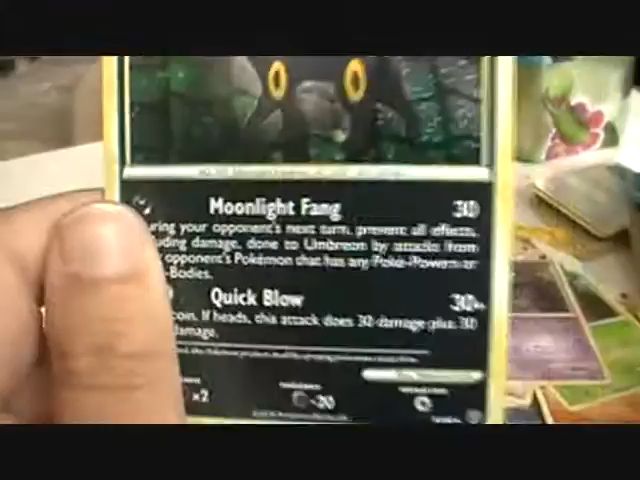 Moonlight Fang 30
uring your opponent's next turn, prevent all effects,
uding damage, done to Umbreon by attacks from
opponent's Pokémon that has any Poké-Powers or
-Bodies.
Quick Blow 30+
coin. If heads, this attack does 30 damage plus 30
damage.
x2 -20